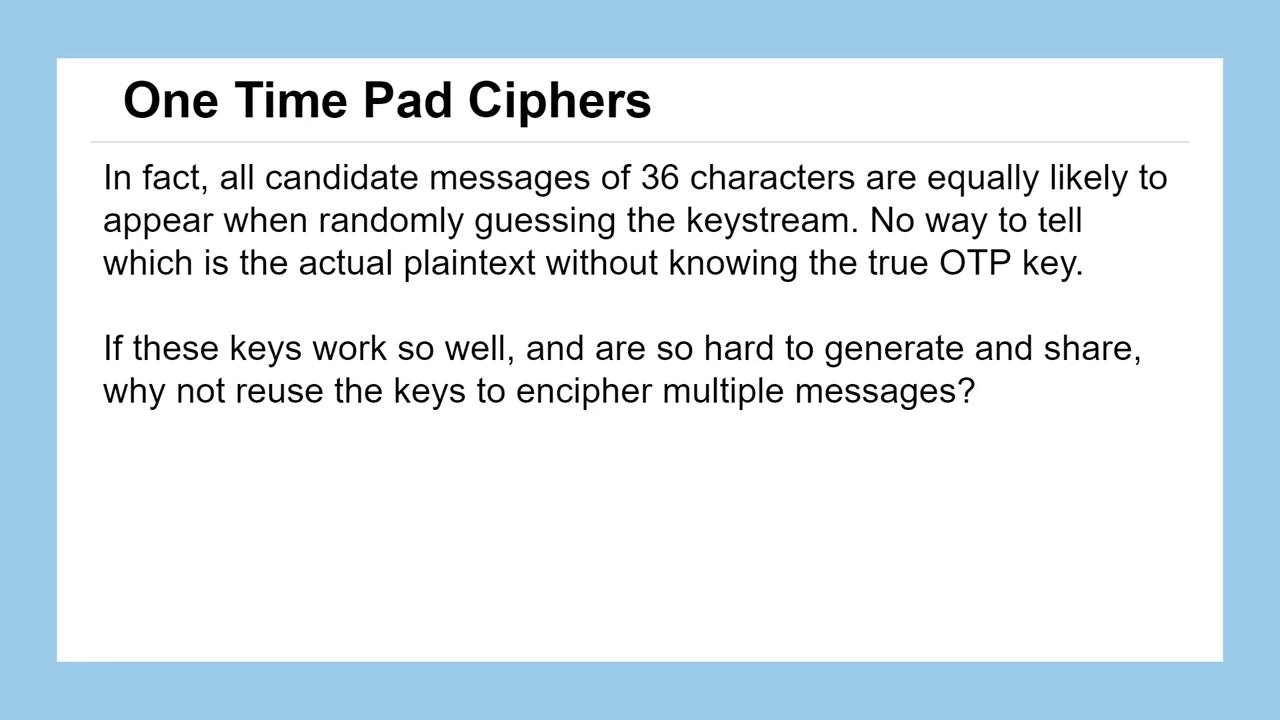 One Time Pad Ciphers
In fact, all candidate messages of 36 characters are equally likely to
appear when randomly guessing the keystream. No way to tell
which is the actual plaintext without knowing the true OTP key.
If these keys work so well, and are so hard to generate and share,
why not reuse the keys to encipher multiple messages?